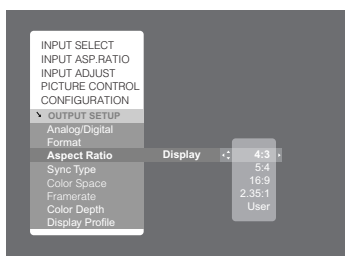 INPUT SELECT
INPUT ASP.RATIO
INPUT ADJUST
PICTURE CONTROL
CONFIGURATION
OUTPUT SETUP
Analog/Digital
Format
Aspect Ratio Display 4:3
Sync Type 5:4
Color Space 16:9
Framerate 2.35:1
Color Depth User
Display Profile